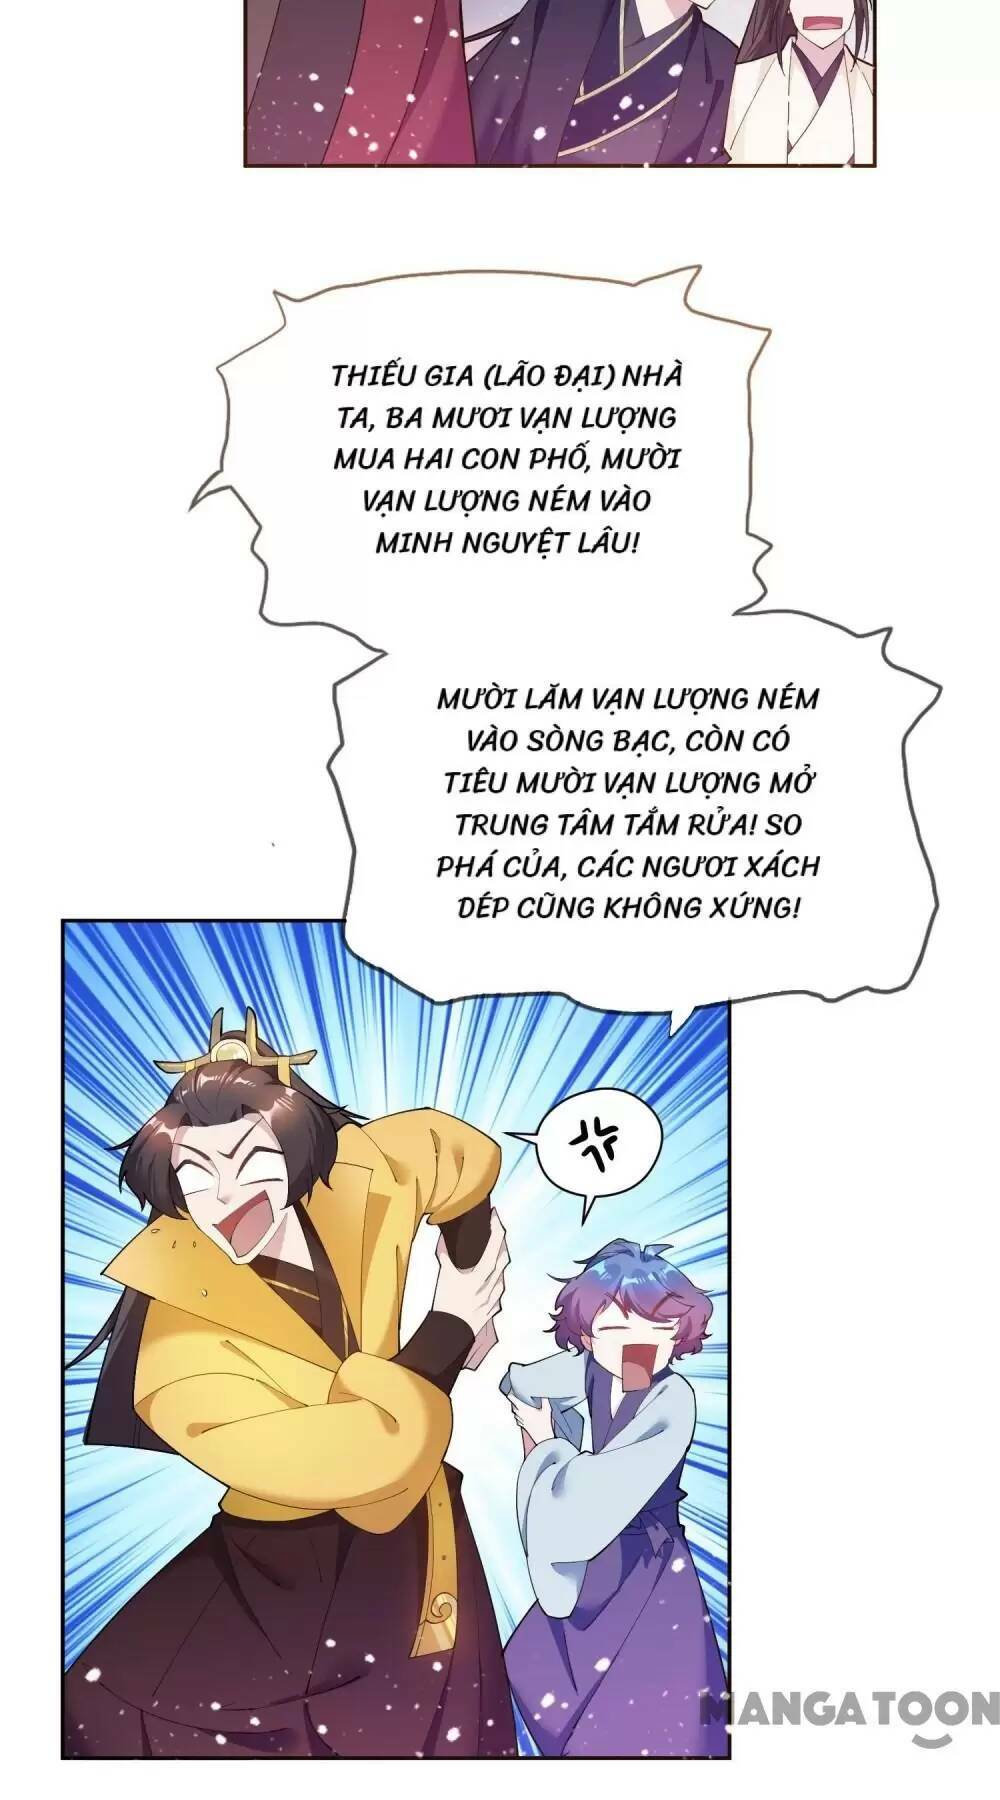 THIẾU GIA (LÃO ĐẠI) NHÀ
TA, BA MƯƠI VẠN LƯỢNG
MUA HAI CON PHỐ, MƯỜI
VẠN LƯỢNG NÉM VÀO
MINH NGUYỆT LÂU!
MƯỜI LĂM VẠN LƯỢNG NÉM
VÀO SÒNG BẠC, CÒN CÓ
TIÊU MƯỜI VẠN LƯỢNG MỞ
TRUNG TÂM TẮM RỬA! SO
PHÁ CỦA, CÁC NGƯƠI XÁCH
DÉP CŨNG KHÔNG XỨNG!
MANGATOON